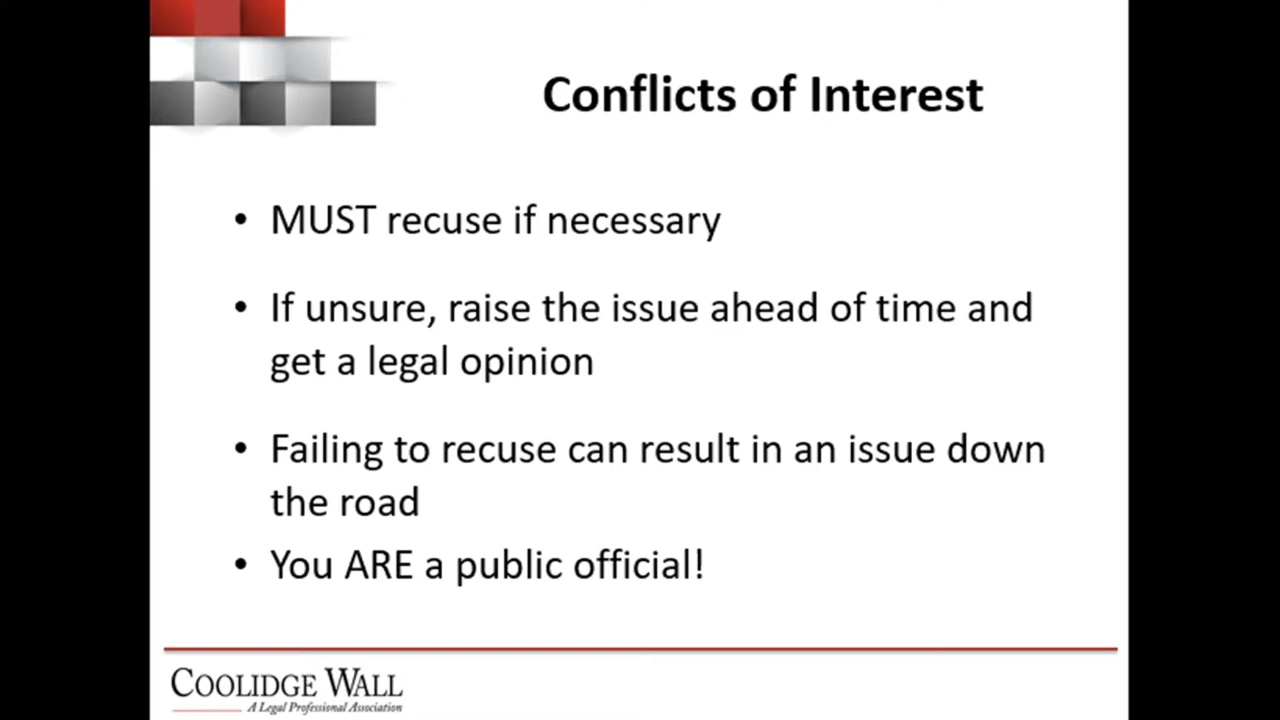 Conflicts of Interest
• MUST recuse if necessary
• If unsure, raise the issue ahead of time and
get a legal opinion
• Failing to recuse can result in an issue down
the road
• You ARE a public official!
COOLIDGE WALL
A Legal Professional Association